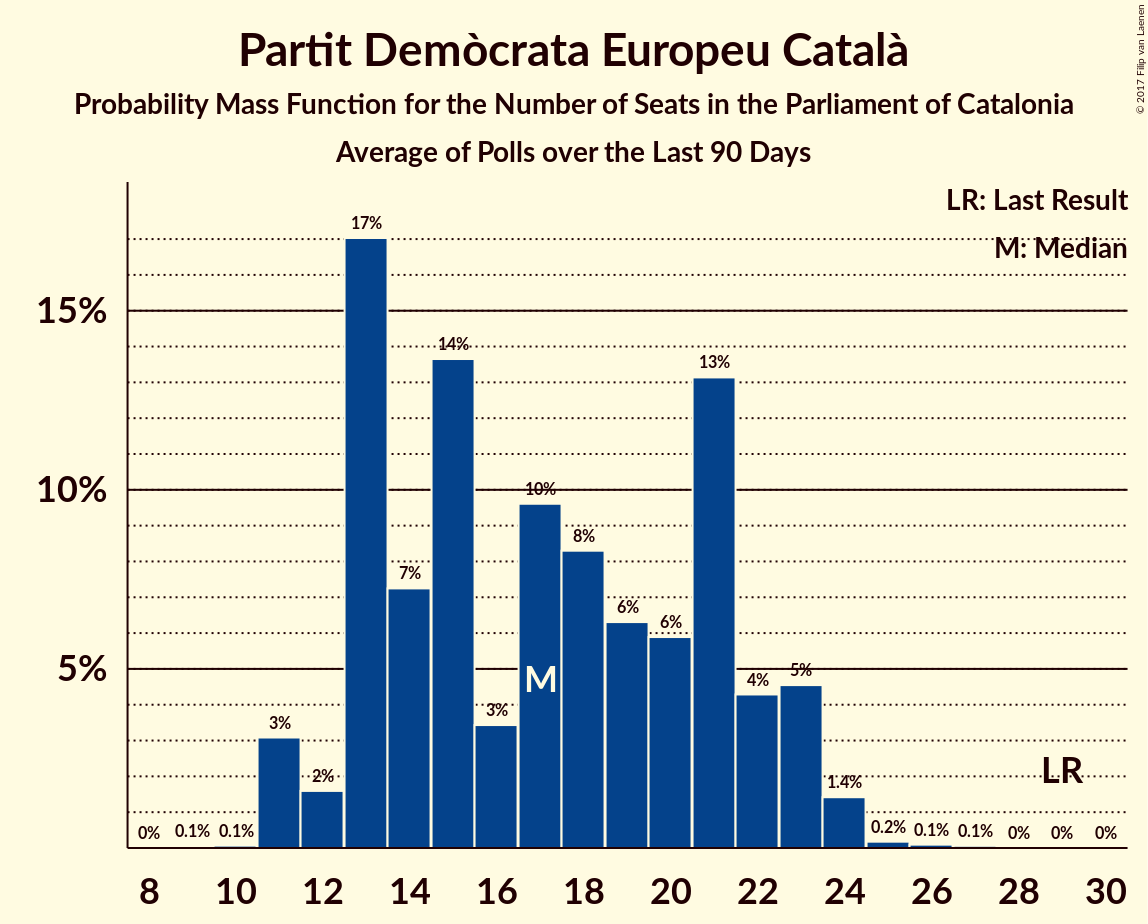 Partit Demòcrata Europeu Català
Probability Mass Function for the Number of Seats in the Parliament of Catalonia
Average of Polls over the Last 90 Days
© 2017 Filip van Laenen
LR: Last Result
M: Median
15%
10%
5%
0%
0.1%
0.1%
3%
2%
17%
7%
14%
3%
10%
8%
6%
6%
13%
4%
5%
1.4%
0.2%
0.1%
0.1%
0%
0%
0%
M
LR
8 10 12 14 16 18 20 22 24 26 28 30